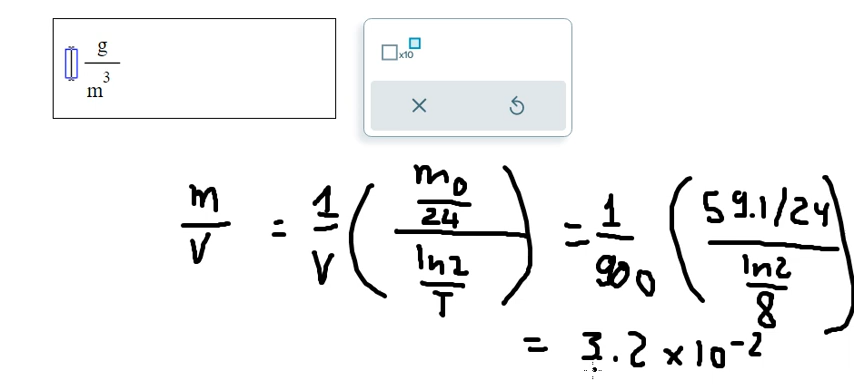 g
m³
□x10□
m/V = 1/V ( (m₀/24) / (ln2/T) ) = 1/900 ( (59.1/24) / (ln2/8) )
= 3.2 × 10⁻²